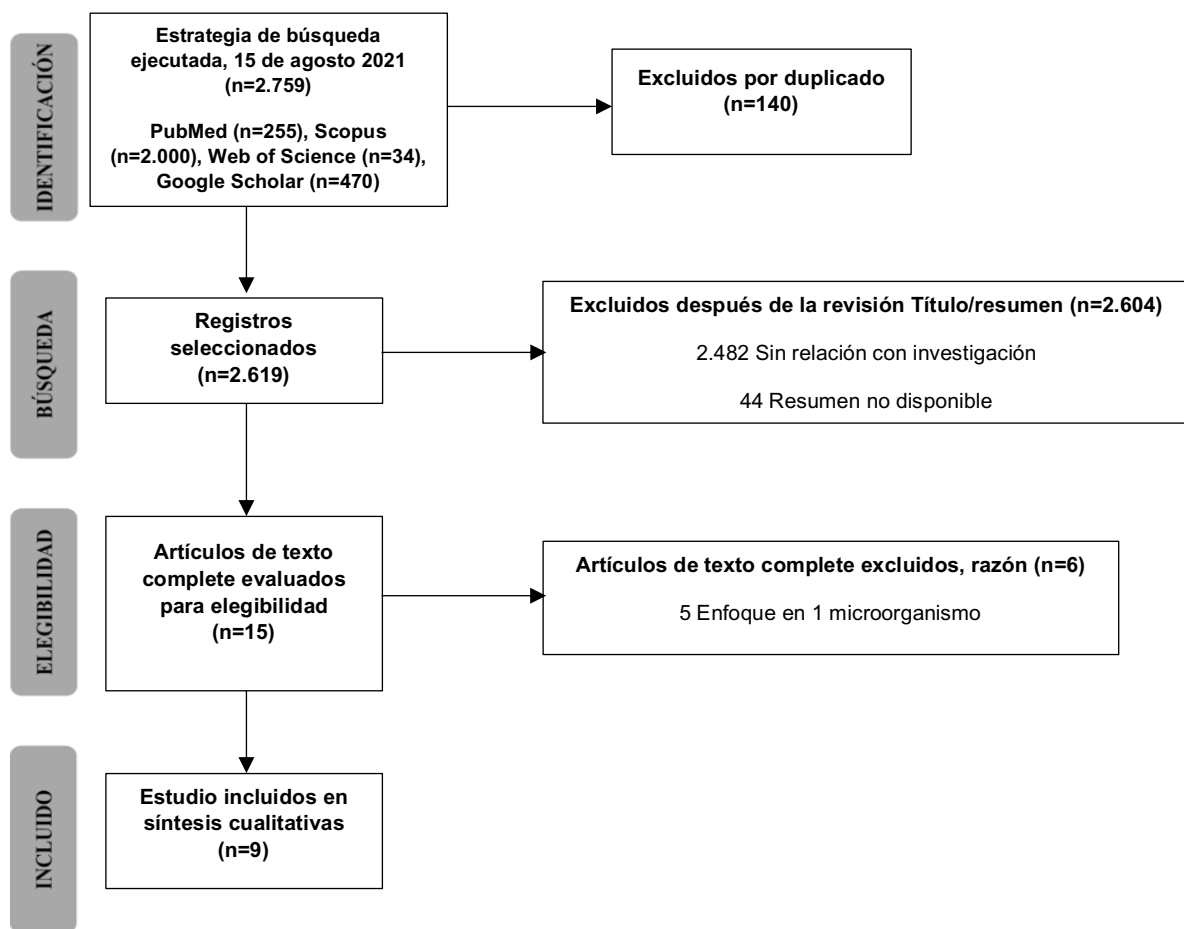 IDENTIFICACIÓN
Estrategia de búsqueda
ejecutada, 15 de agosto 2021
(n=2.759)
PubMed (n=255), Scopus
(n=2.000), Web of Science (n=34),
Google Scholar (n=470)
Excluidos por duplicado
(n=140)
BÚSQUEDA
Registros
seleccionados
(n=2.619)
Excluidos después de la revisión Título/resumen (n=2.604)
2.482 Sin relación con investigación
44 Resumen no disponible
ELEGIBILIDAD
Artículos de texto
complete evaluados
para elegibilidad
(n=15)
Artículos de texto complete excluidos, razón (n=6)
5 Enfoque en 1 microorganismo
INCLUIDO
Estudio incluidos en
síntesis cualitativas
(n=9)